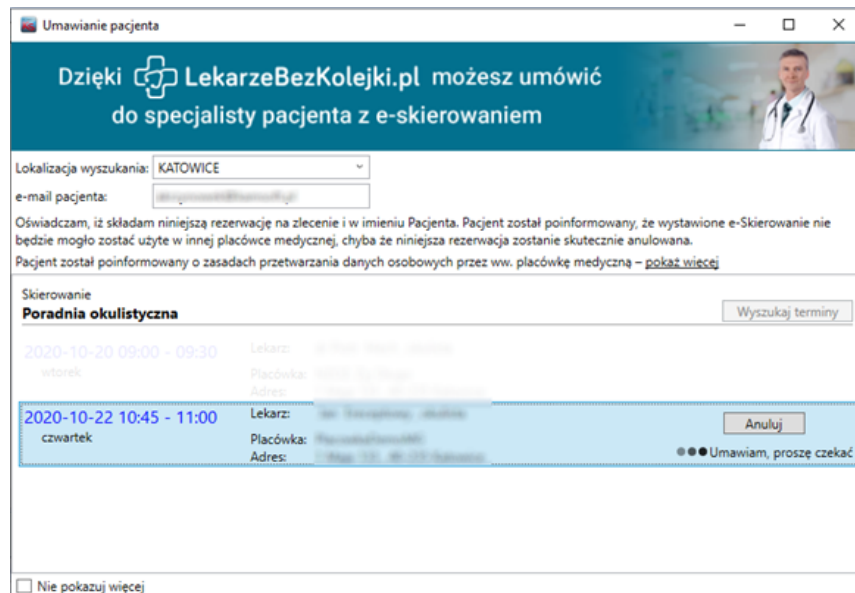 Umawianie pacjenta
Dzięki LekarzeBezKolejki.pl możesz umówić
do specjalisty pacjenta z e-skierowaniem
Lokalizacja wyszukania: KATOWICE
e-mail pacjenta:
Oświadczam, iż składam niniejszą rezerwację na zlecenie i w imieniu Pacjenta. Pacjent został poinformowany, że wystawione e-Skierowanie nie
będzie mogło zostać użyte w innej placówce medycznej, chyba że niniejsza rezerwacja zostanie skutecznie anulowana.
Pacjent został poinformowany o zasadach przetwarzania danych osobowych przez ww. placówkę medyczną – pokaż więcej
Skierowanie
Poradnia okulistyczna
Wyszukaj terminy
2020-10-20 09:00 - 09:30 Lekarz:
wtorek Placówka:
Adres:
2020-10-22 10:45 - 11:00 Lekarz:
Anuluj
czwartek Placówka:
Adres:
Umawiam, proszę czekać
Nie pokazuj więcej